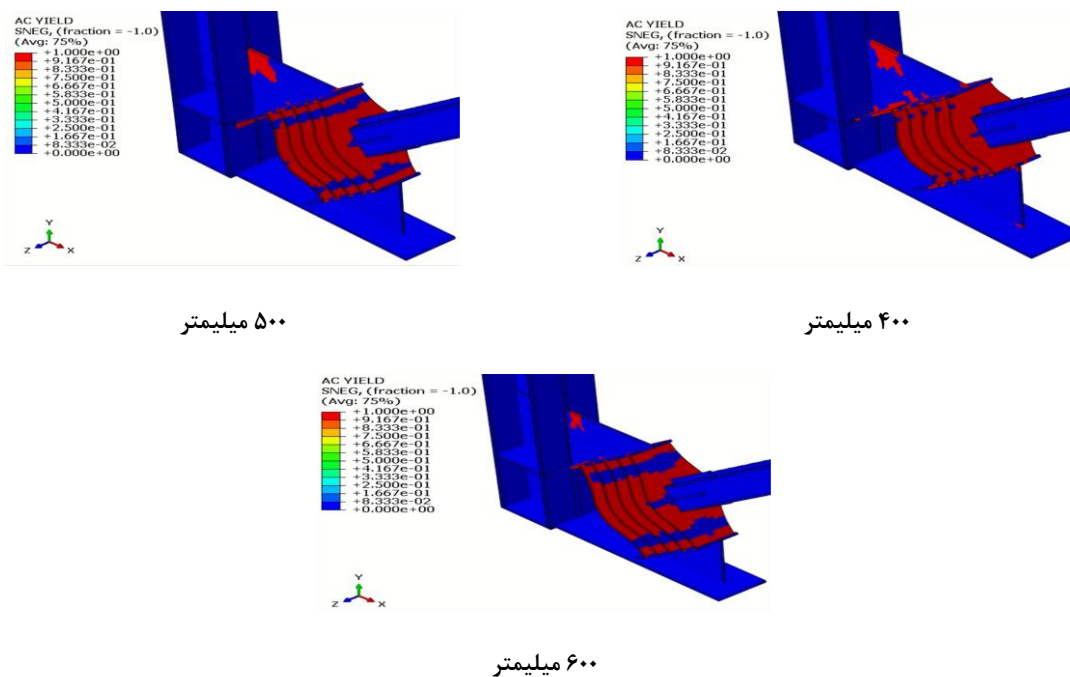 AC YIELD
SNEG, (fraction = -1.0)
(Avg: 75%)
+1.000e+00
+9.167e-01
+8.333e-01
+7.500e-01
+6.667e-01
+5.833e-01
+5.000e-01
+4.167e-01
+3.333e-01
+2.500e-01
+1.667e-01
+8.333e-02
+0.000e+00
Y
Z X
۵۰۰ میلیمتر
AC YIELD
SNEG, (fraction = -1.0)
(Avg: 75%)
+1.000e+00
+9.167e-01
+8.333e-01
+7.500e-01
+6.667e-01
+5.833e-01
+5.000e-01
+4.167e-01
+3.333e-01
+2.500e-01
+1.667e-01
+8.333e-02
+0.000e+00
Y
Z X
۴۰۰ میلیمتر
AC YIELD
SNEG, (fraction = -1.0)
(Avg: 75%)
+1.000e+00
+9.167e-01
+8.333e-01
+7.500e-01
+6.667e-01
+5.833e-01
+5.000e-01
+4.167e-01
+3.333e-01
+2.500e-01
+1.667e-01
+8.333e-02
+0.000e+00
Y
Z X
۶۰۰ میلیمتر